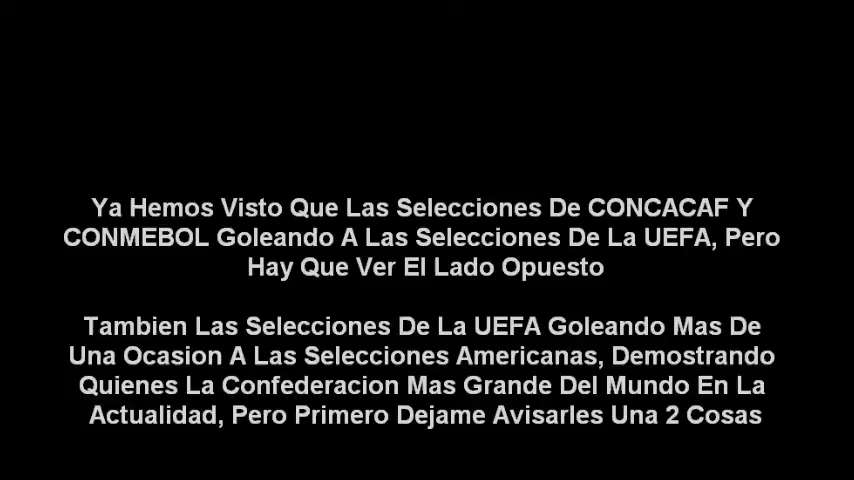 Ya Hemos Visto Que Las Selecciones De CONCACAF Y
CONMEBOL Goleando A Las Selecciones De La UEFA, Pero
Hay Que Ver El Lado Opuesto
Tambien Las Selecciones De La UEFA Goleando Mas De
Una Ocasion A Las Selecciones Americanas, Demostrando
Quienes La Confederacion Mas Grande Del Mundo En La
Actualidad, Pero Primero Dejame Avisarles Una 2 Cosas